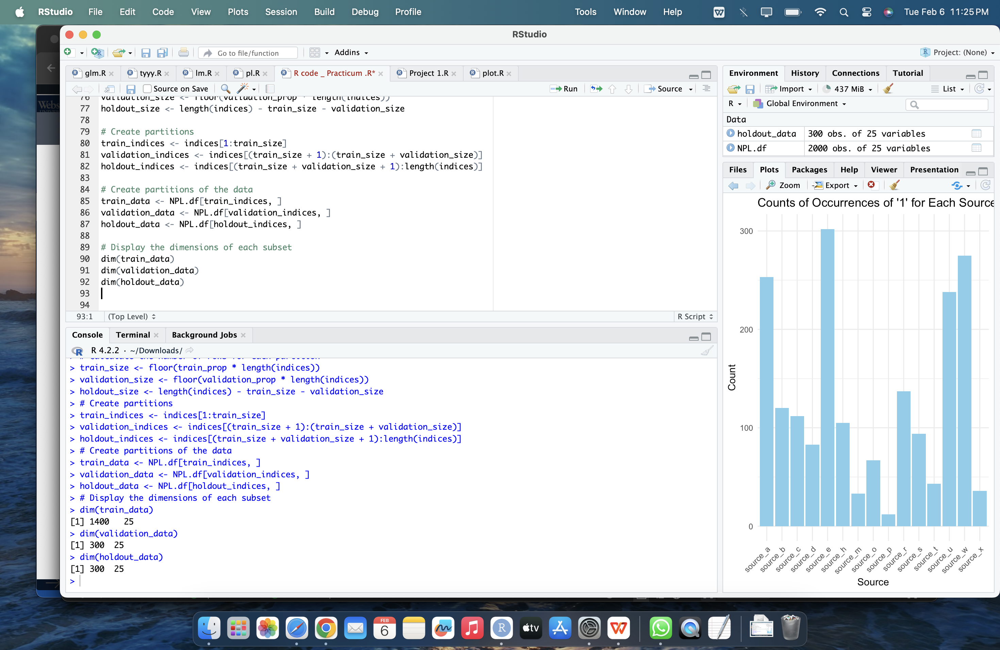 RStudio File Edit Code View Plots Session Build Debug Profile Tools Window Help Tue Feb 6 11:25 PM
RStudio
Go to file/function Addins Project: (None)
glm.R tyyy.R lm.R pl.R R code _ Practicum .R* Project 1.R plot.R
Source on Save Run Source
76 validation_size <- floor(validation_prop * length(indices))
77 holdout_size <- length(indices) - train_size - validation_size
78
79 # Create partitions
80 train_indices <- indices[1:train_size]
81 validation_indices <- indices[(train_size + 1):(train_size + validation_size)]
82 holdout_indices <- indices[(train_size + validation_size + 1):length(indices)]
83
84 # Create partitions of the data
85 train_data <- NPL.df[train_indices, ]
86 validation_data <- NPL.df[validation_indices, ]
87 holdout_data <- NPL.df[holdout_indices, ]
88
89 # Display the dimensions of each subset
90 dim(train_data)
91 dim(validation_data)
92 dim(holdout_data)
93
94
93:1 (Top Level) R Script
Console Terminal Background Jobs
R 4.2.2 · ~/Downloads/
> # Calculate the number of rows for each partition
> train_size <- floor(train_prop * length(indices))
> validation_size <- floor(validation_prop * length(indices))
> holdout_size <- length(indices) - train_size - validation_size
> # Create partitions
> train_indices <- indices[1:train_size]
> validation_indices <- indices[(train_size + 1):(train_size + validation_size)]
> holdout_indices <- indices[(train_size + validation_size + 1):length(indices)]
> # Create partitions of the data
> train_data <- NPL.df[train_indices, ]
> validation_data <- NPL.df[validation_indices, ]
> holdout_data <- NPL.df[holdout_indices, ]
> # Display the dimensions of each subset
> dim(train_data)
[1] 1400 25
> dim(validation_data)
[1] 300 25
> dim(holdout_data)
[1] 300 25
>
Environment History Connections Tutorial
Import 437 MiB List
R Global Environment
Data
holdout_data 300 obs. of 25 variables
NPL.df 2000 obs. of 25 variables
Files Plots Packages Help Viewer Presentation
Zoom Export
Counts of Occurrences of '1' for Each Source
300
200
100
0
Count
source_a source_b source_c source_d source_e source_h source_m source_o source_p source_r source_s source_t source_u source_w source_x
Source
Webs
FEB
6
R
tv